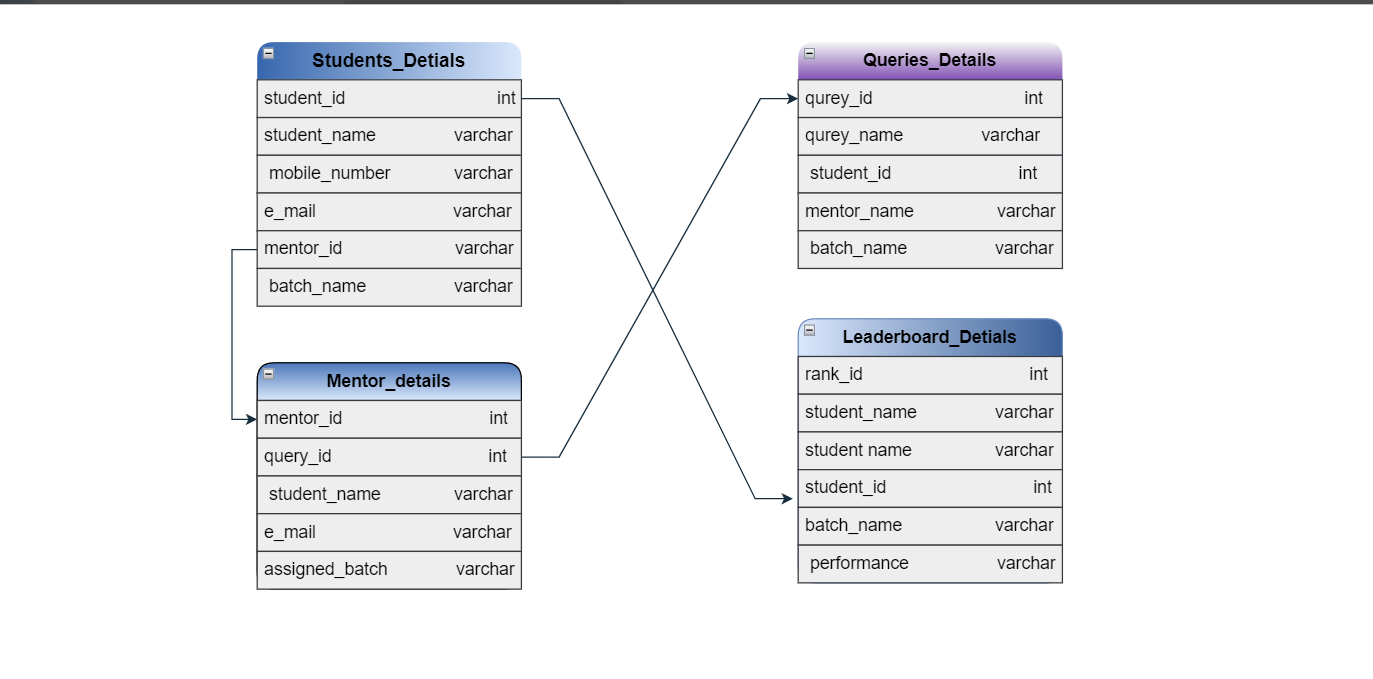 Students_Detials
student_id int
student_name varchar
mobile_number varchar
e_mail varchar
mentor_id varchar
batch_name varchar
Mentor_details
mentor_id int
query_id int
student_name varchar
e_mail varchar
assigned_batch varchar
Queries_Details
qurey_id int
qurey_name varchar
student_id int
mentor_name varchar
batch_name varchar
Leaderboard_Detials
rank_id int
student_name varchar
student name varchar
student_id int
batch_name varchar
performance varchar